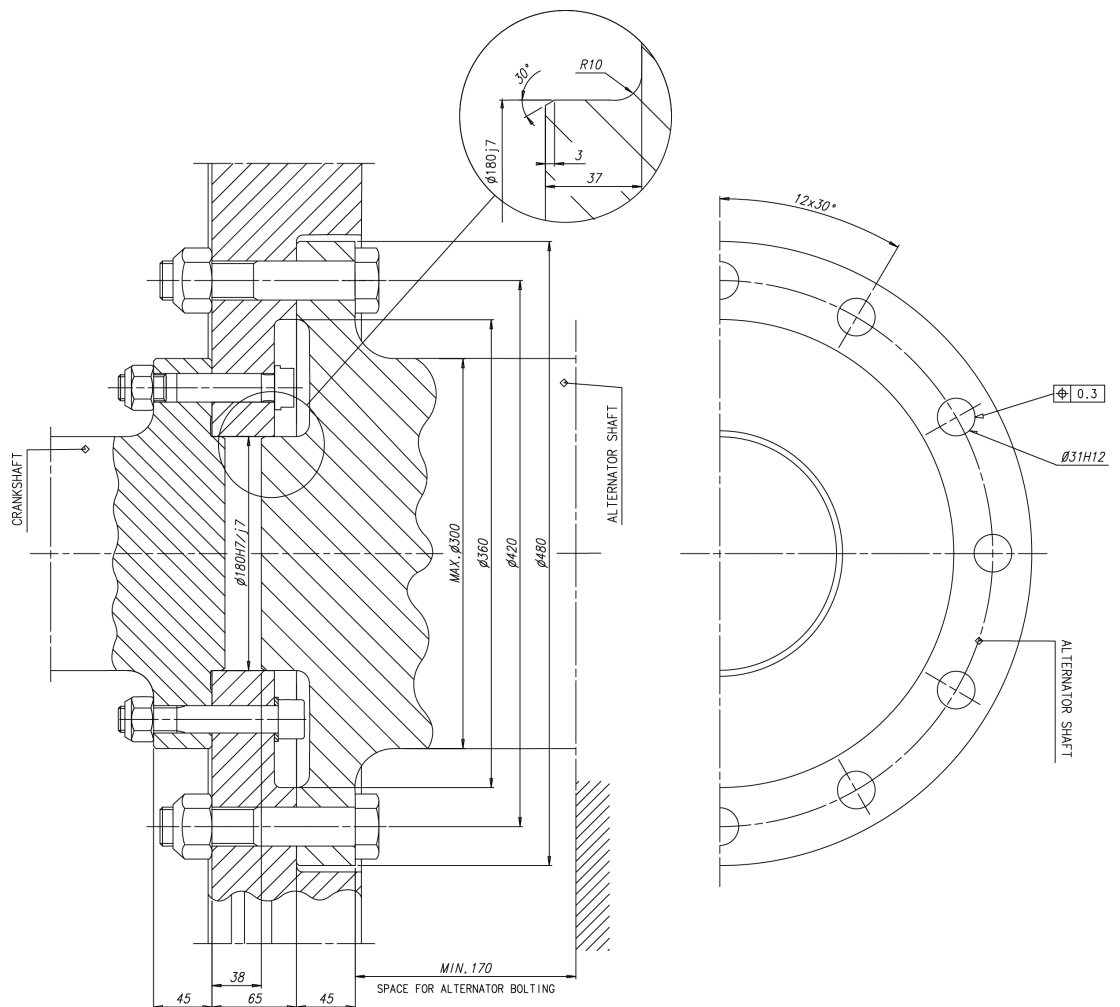 30°
R10
Ø180j7
3
37
12x30°
⌖ 0.3
Ø31H12
CRANKSHAFT
ALTERNATOR SHAFT
Ø180H7/j7
MAX.Ø300
Ø360
Ø420
Ø480
ALTERNATOR SHAFT
38
MIN.170
SPACE FOR ALTERNATOR BOLTING
45
65
45